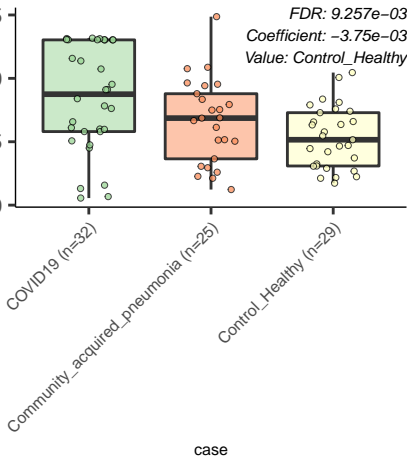 FDR: 9.257e−03
Coefficient: −3.75e−03
Value: Control_Healthy
COVID19 (n=32)
Community_acquired_pneumonia (n=25)
Control_Healthy (n=29)
case